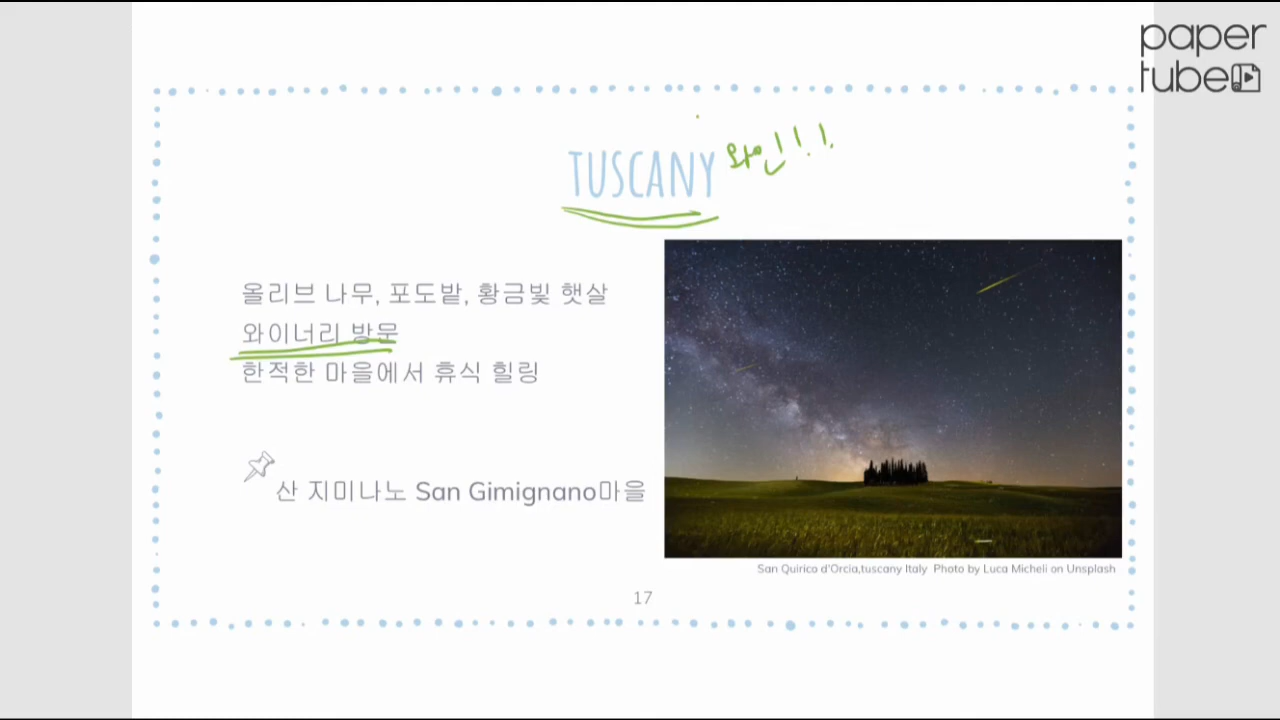 paper
tube
TUSCANY
와인!!!
올리브 나무, 포도밭, 황금빛 햇살
와이너리 방문
한적한 마을에서 휴식 힐링
산 지미냐노 San Gimignano마을
San Quirico d'Orcia,tuscany Italy Photo by Luca Micheli on Unsplash
17